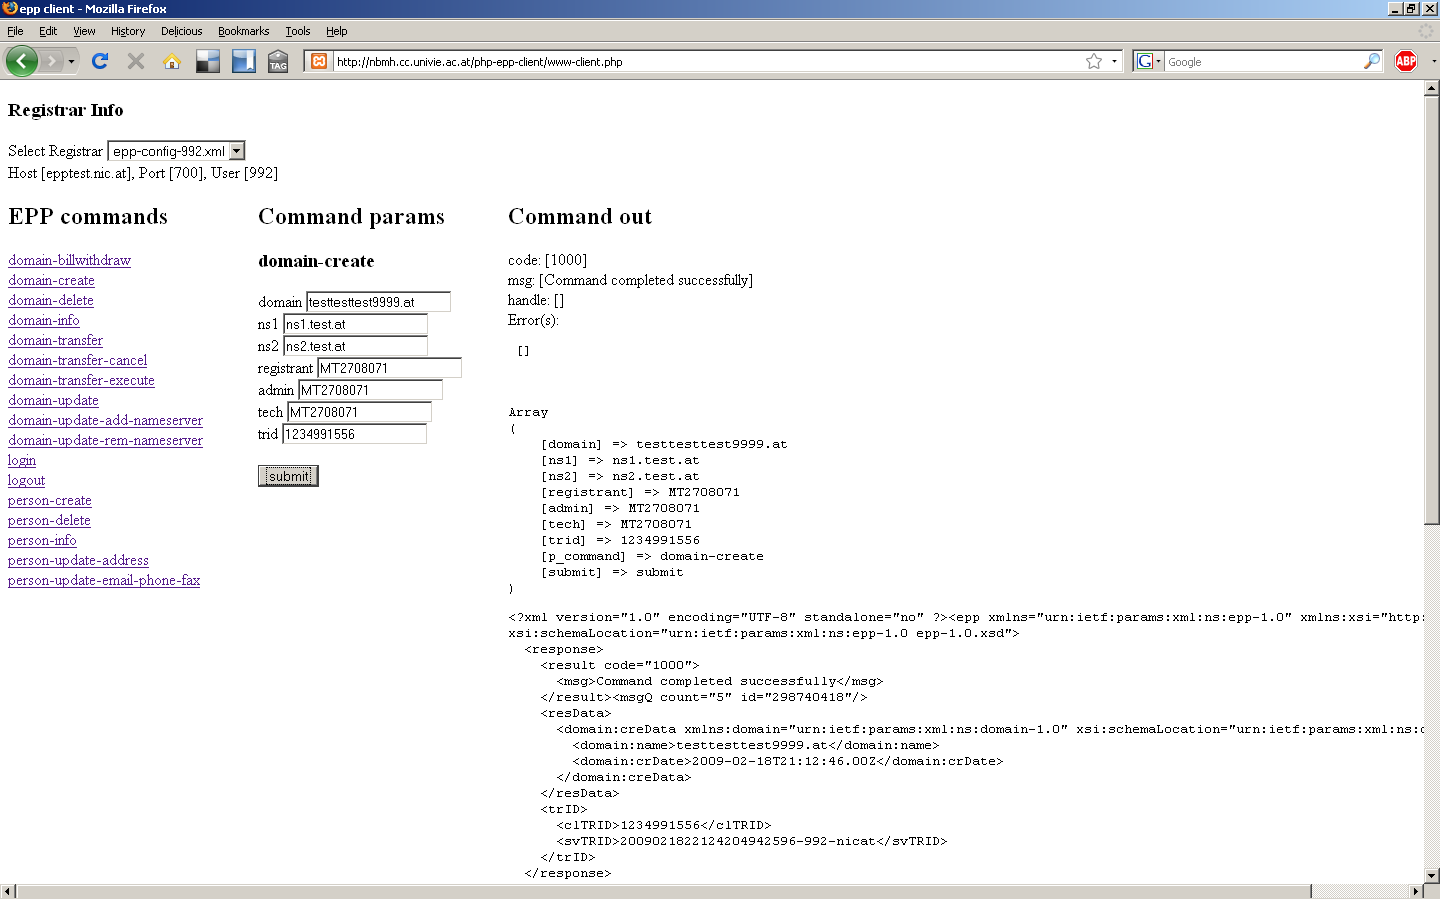 epp client - Mozilla Firefox
File Edit View History Delicious Bookmarks Tools Help
TAG http://nbmh.cc.univie.ac.at/php-epp-client/www-client.php G Google ABP
Registrar Info
Select Registrar epp-config-992.xml
Host [epptest.nic.at], Port [700], User [992]
EPP commands
domain-billwithdraw
domain-create
domain-delete
domain-info
domain-transfer
domain-transfer-cancel
domain-transfer-execute
domain-update
domain-update-add-nameserver
domain-update-rem-nameserver
login
logout
person-create
person-delete
person-info
person-update-address
person-update-email-phone-fax
Command params
domain-create
domain testtesttest9999.at
ns1 ns1.test.at
ns2 ns2.test.at
registrant MT2708071
admin MT2708071
tech MT2708071
trid 1234991556
submit
Command out
code: [1000]
msg: [Command completed successfully]
handle: []
Error(s):
[]
Array
(
[domain] => testtesttest9999.at
[ns1] => ns1.test.at
[ns2] => ns2.test.at
[registrant] => MT2708071
[admin] => MT2708071
[tech] => MT2708071
[trid] => 1234991556
[p_command] => domain-create
[submit] => submit
)
<?xml version="1.0" encoding="UTF-8" standalone="no" ?><epp xmlns="urn:ietf:params:xml:ns:epp-1.0" xmlns:xsi="http:
xsi:schemaLocation="urn:ietf:params:xml:ns:epp-1.0 epp-1.0.xsd">
<response>
<result code="1000">
<msg>Command completed successfully</msg>
</result><msgQ count="5" id="298740418"/>
<resData>
<domain:creData xmlns:domain="urn:ietf:params:xml:ns:domain-1.0" xsi:schemaLocation="urn:ietf:params:xml:ns:d
<domain:name>testtesttest9999.at</domain:name>
<domain:crDate>2009-02-18T21:12:46.00Z</domain:crDate>
</domain:creData>
</resData>
<trID>
<clTRID>1234991556</clTRID>
<svTRID>2009021822124204942596-992-nicat</svTRID>
</trID>
</response>